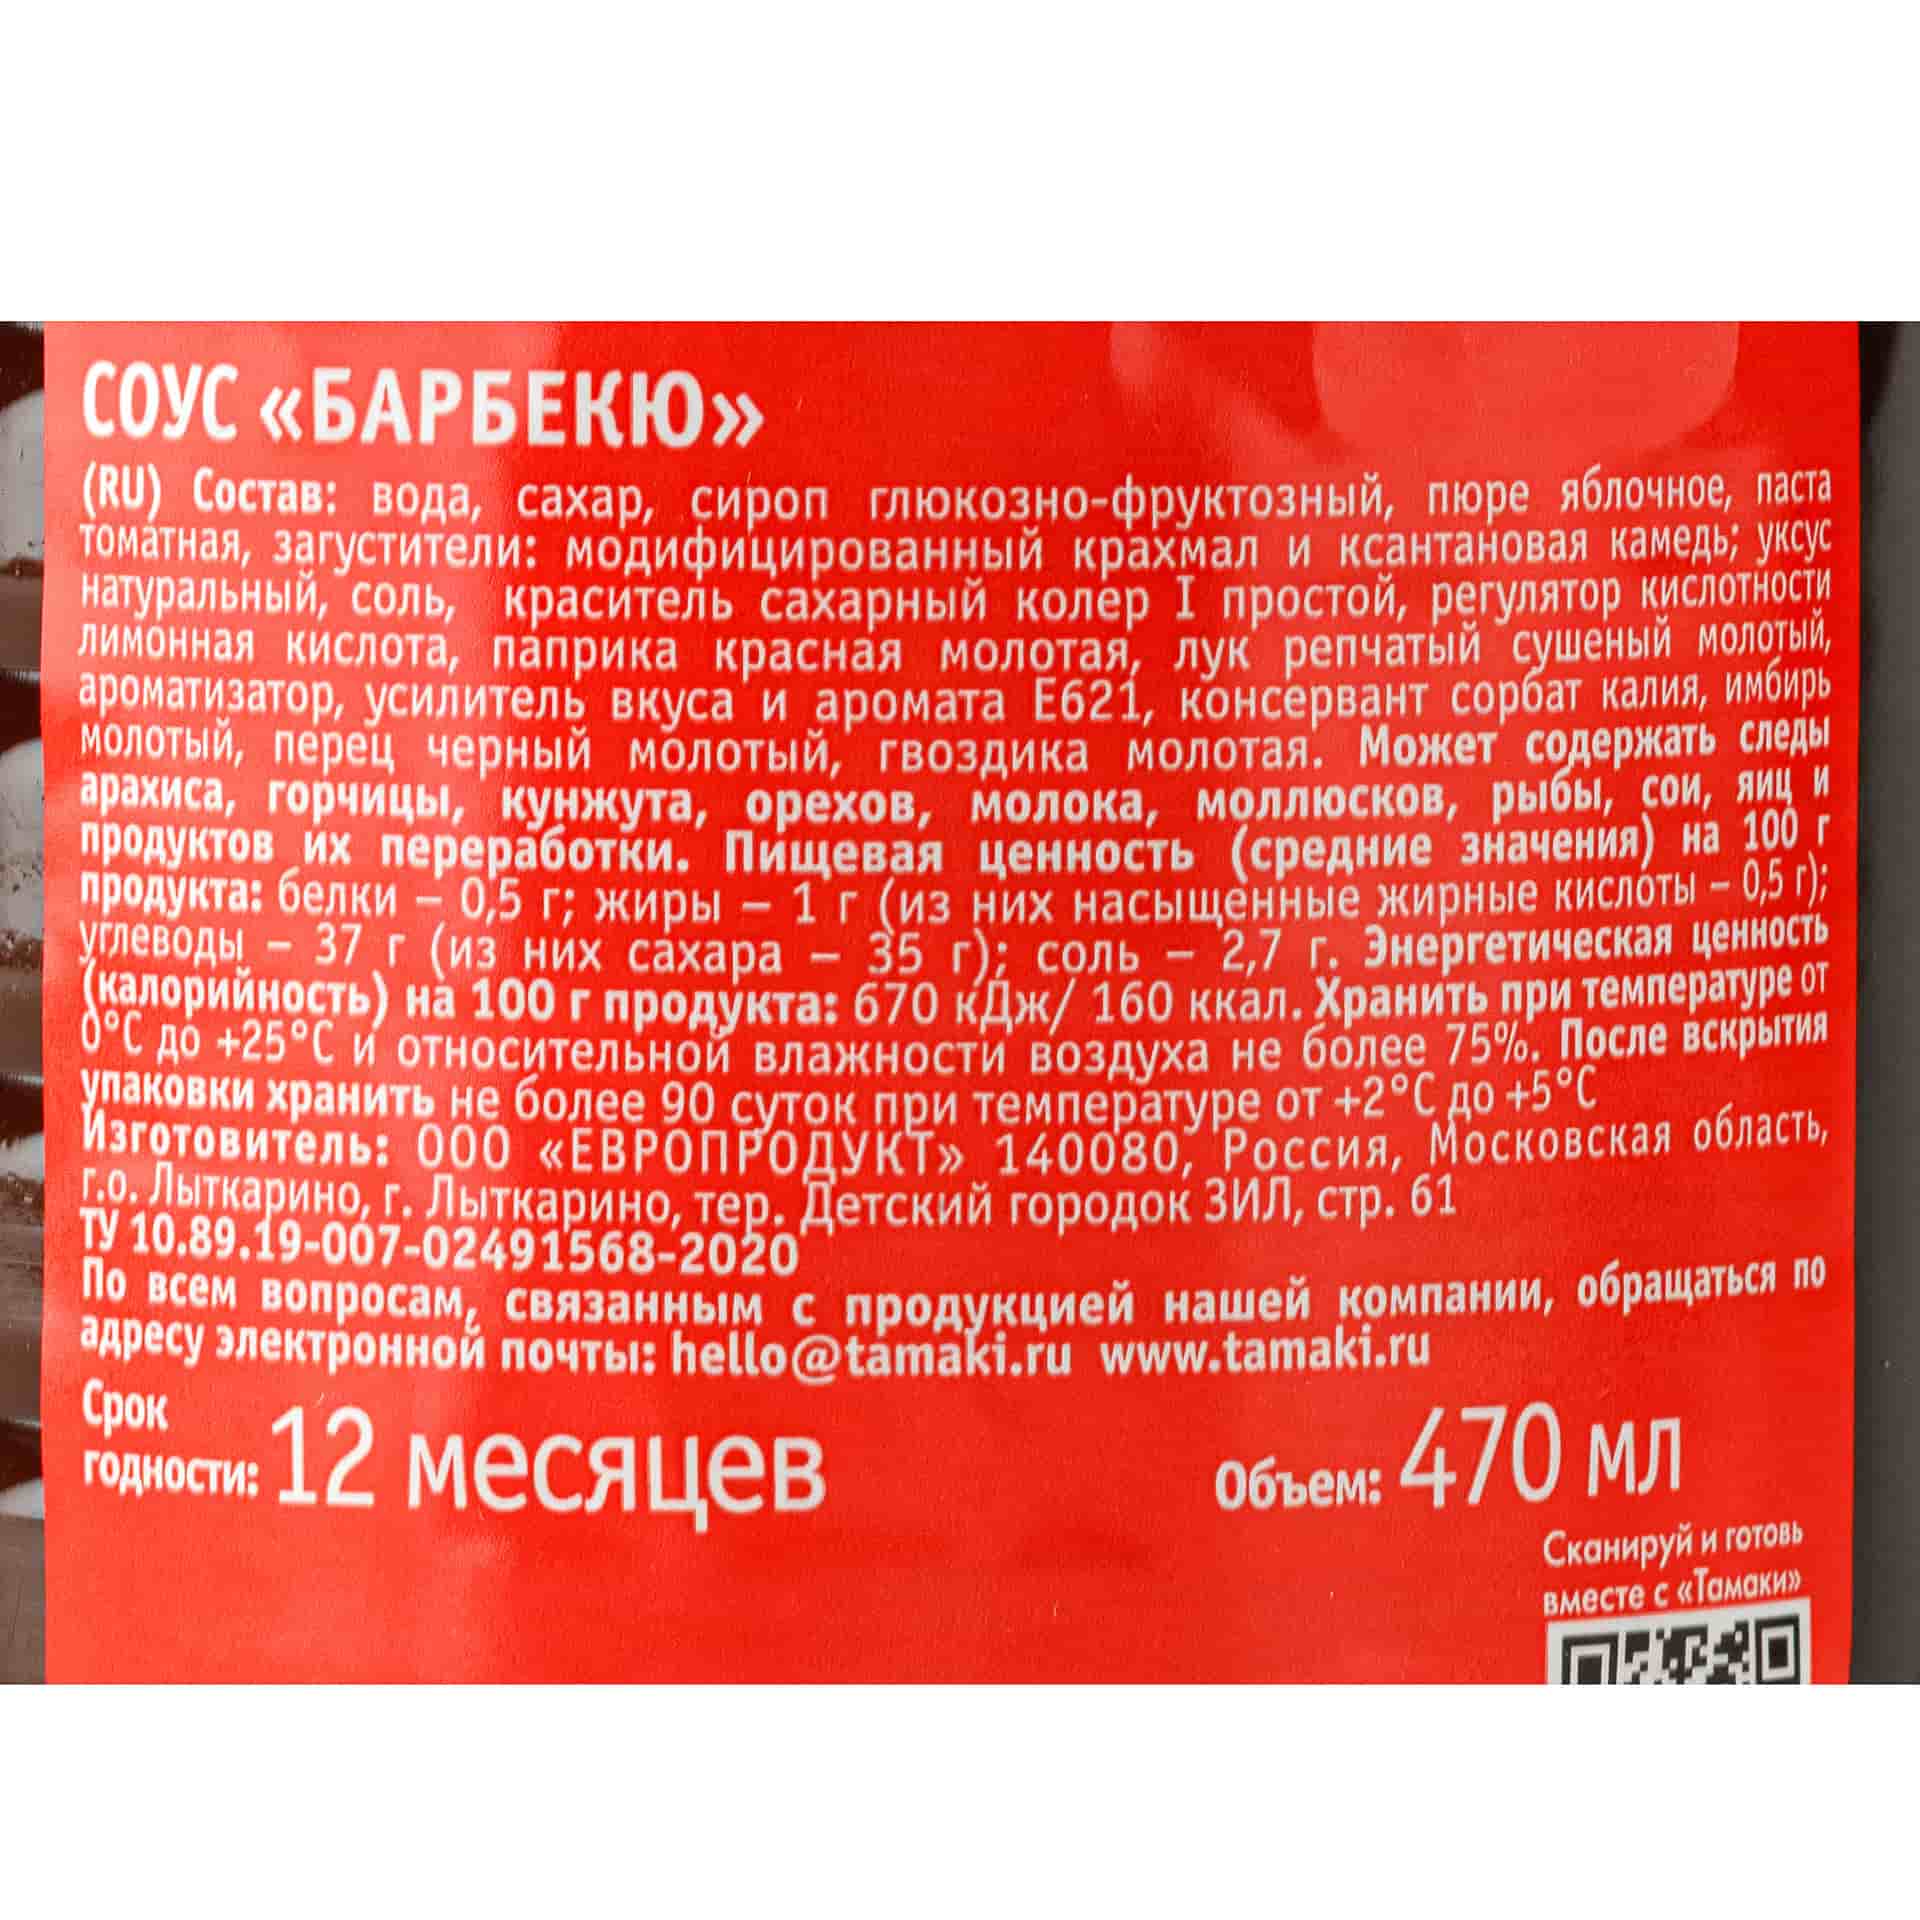 СОУС «БАРБЕКЮ»
(RU) Состав: вода, сахар, сироп глюкозно-фруктозный, пюре яблочное, паста
томатная, загустители: модифицированный крахмал и ксантановая камедь; уксус
натуральный, соль, краситель сахарный колер I простой, регулятор кислотности
лимонная кислота, паприка красная молотая, лук репчатый сушеный молотый,
ароматизатор, усилитель вкуса и аромата Е621, консервант сорбат калия, имбирь
молотый, перец черный молотый, гвоздика молотая. Может содержать следы
арахиса, горчицы, кунжута, орехов, молока, моллюсков, рыбы, сои, яиц и
продуктов их переработки. Пищевая ценность (средние значения) на 100 г
продукта: белки – 0,5 г; жиры – 1 г (из них насыщенные жирные кислоты – 0,5 г);
углеводы – 37 г (из них сахара – 35 г); соль – 2,7 г. Энергетическая ценность
(калорийность) на 100 г продукта: 670 кДж/ 160 ккал. Хранить при температуре от
0°С до +25°С и относительной влажности воздуха не более 75%. После вскрытия
упаковки хранить не более 90 суток при температуре от +2°С до +5°С
Изготовитель: ООО «ЕВРОПРОДУКТ» 140080, Россия, Московская область,
г.о. Лыткарино, г. Лыткарино, тер. Детский городок ЗИЛ, стр. 61
ТУ 10.89.19-007-02491568-2020
По всем вопросам, связанным с продукцией нашей компании, обращаться по
адресу электронной почты: hello@tamaki.ru www.tamaki.ru
Срок
годности: 12 месяцев
Объем: 470 мл
Сканируй и готовь
вместе с «Тамаки»